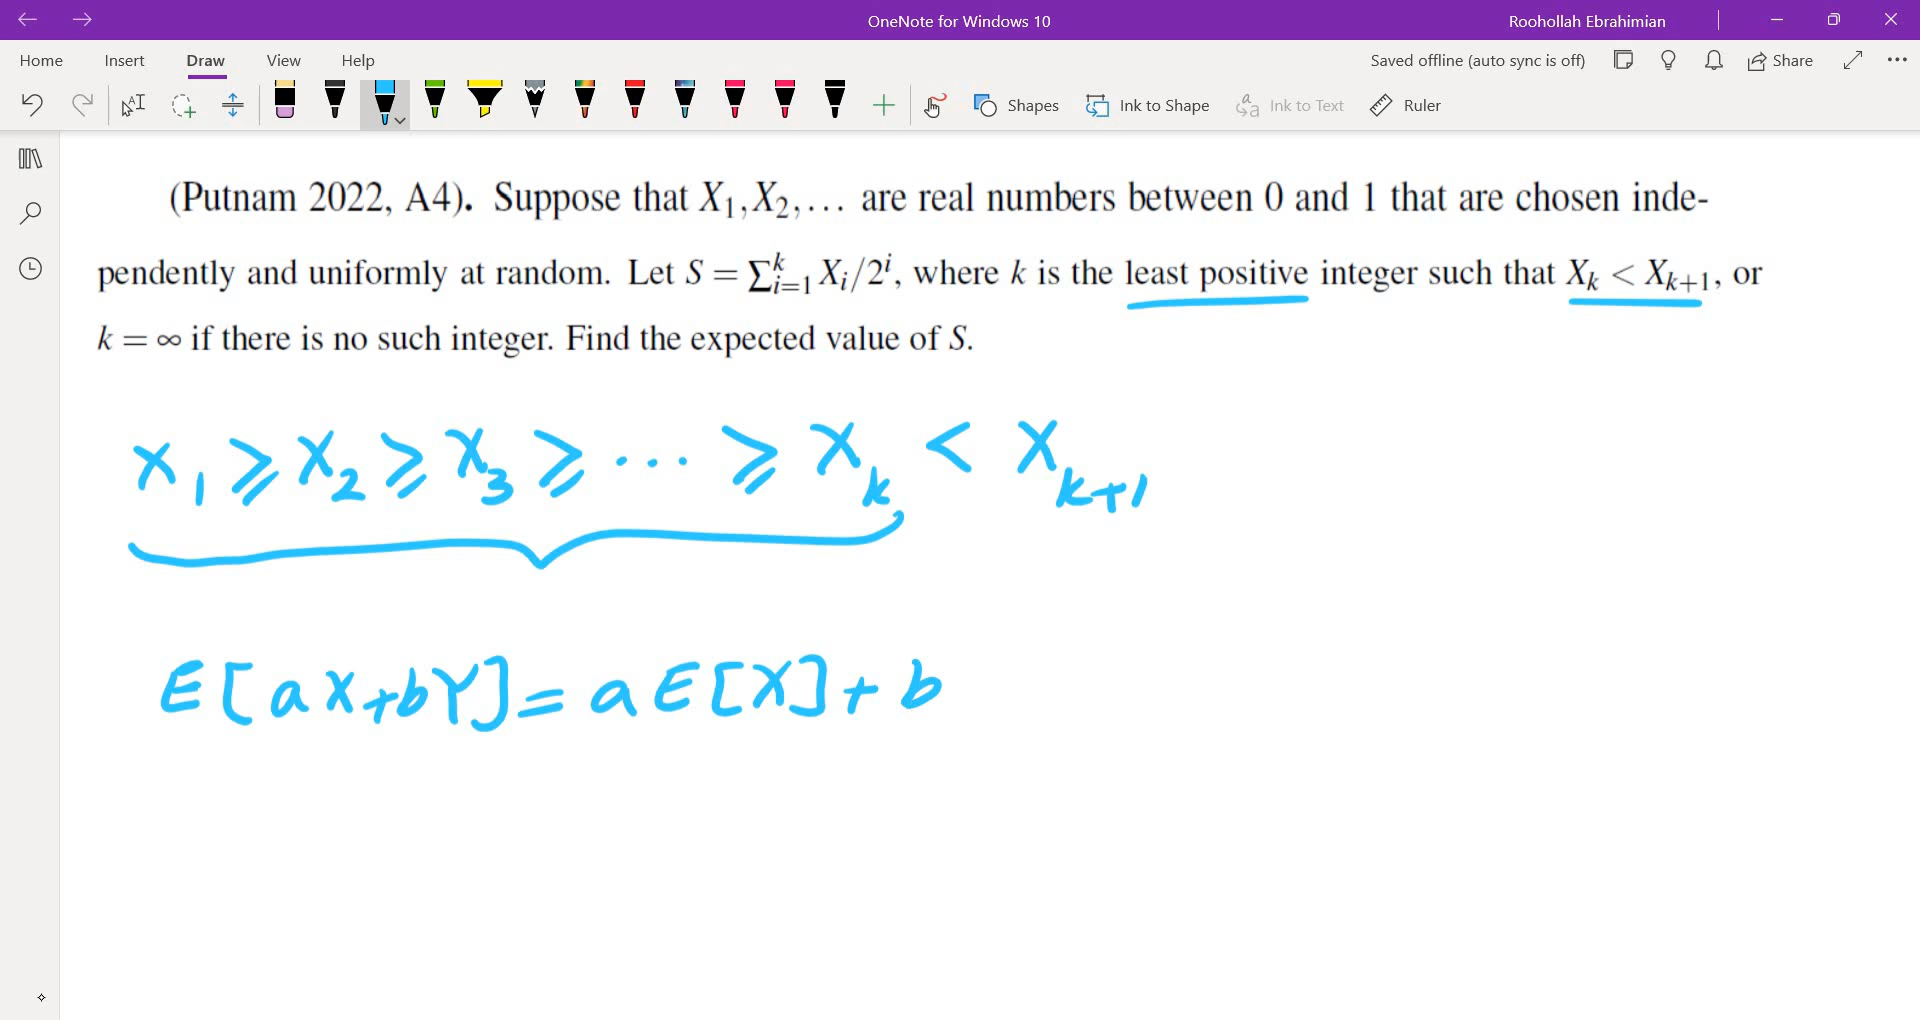 OneNote for Windows 10 Roohollah Ebrahimian
Home Insert Draw View Help Saved offline (auto sync is off) Share
Shapes Ink to Shape Ink to Text Ruler
(Putnam 2022, A4). Suppose that X₁, X₂, … are real numbers between 0 and 1 that are chosen inde-
pendently and uniformly at random. Let S = ∑ᵏᵢ₌₁ Xᵢ/2ⁱ, where k is the least positive integer such that Xₖ < Xₖ₊₁, or
k = ∞ if there is no such integer. Find the expected value of S.
X₁ ⩾ X₂ ⩾ X₃ ⩾ ⋯ ⩾ Xₖ < Xₖ₊₁
E[aX+bY] = aE[X] + b